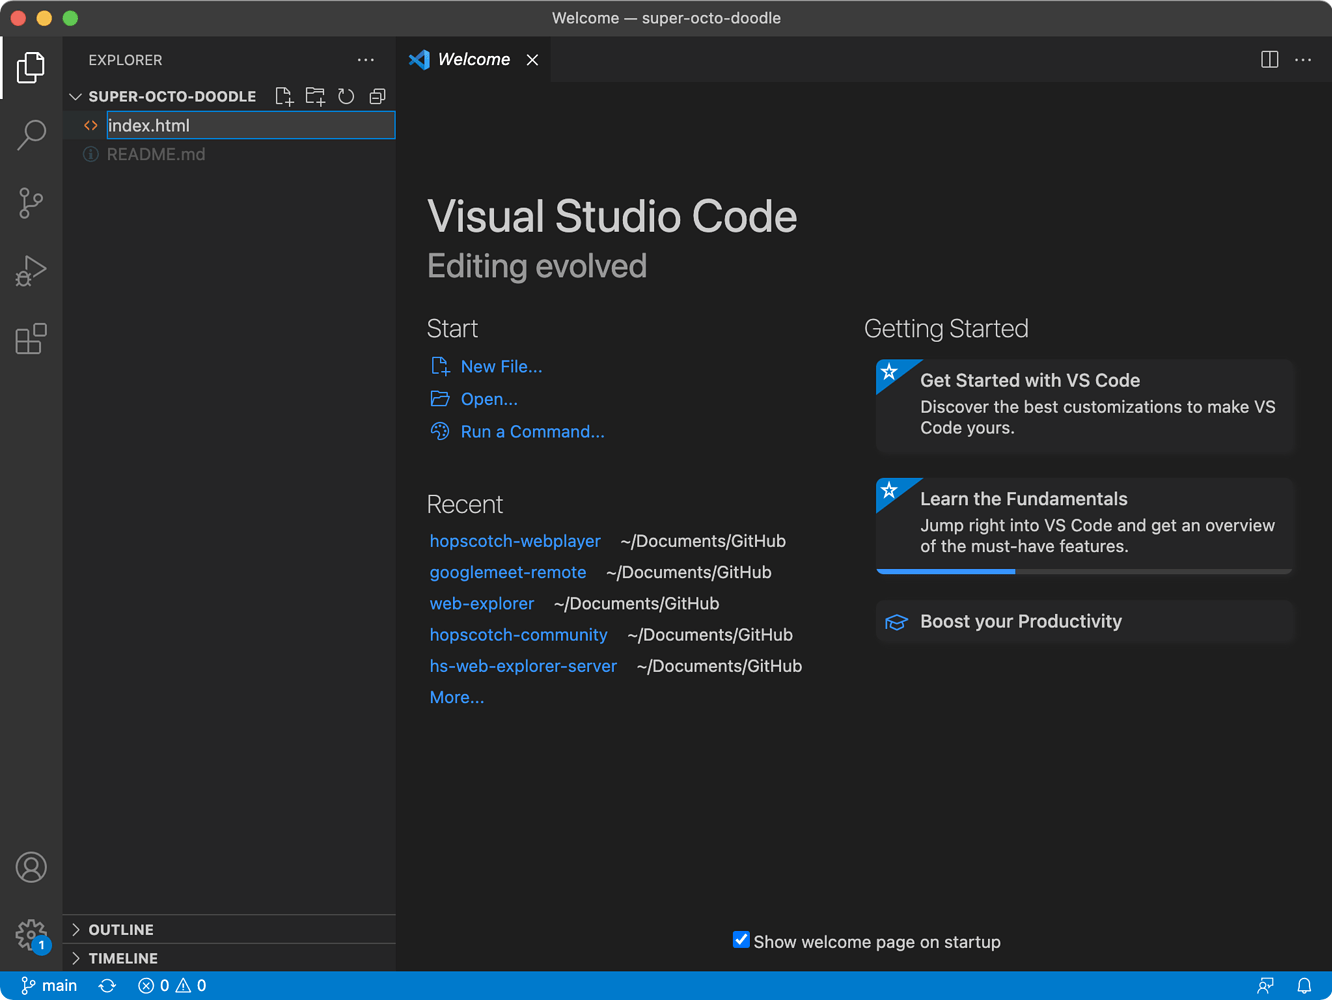 Welcome — super-octo-doodle
EXPLORER
SUPER-OCTO-DOODLE
index.html
README.md
OUTLINE
TIMELINE
Welcome
Visual Studio Code
Editing evolved
Start
New File...
Open...
Run a Command...
Recent
hopscotch-webplayer ~/Documents/GitHub
googlemeet-remote ~/Documents/GitHub
web-explorer ~/Documents/GitHub
hopscotch-community ~/Documents/GitHub
hs-web-explorer-server ~/Documents/GitHub
More...
Getting Started
Get Started with VS Code
Discover the best customizations to make VS
Code yours.
Learn the Fundamentals
Jump right into VS Code and get an overview
of the must-have features.
Boost your Productivity
Show welcome page on startup
1
main 0 0